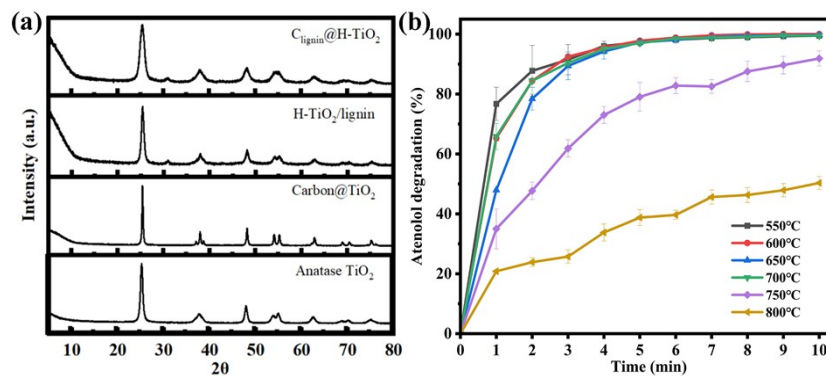 (a)
C_lignin@H-TiO₂
H-TiO₂/lignin
Carbon@TiO₂
Anatase TiO₂
Intensity (a.u.)
10 20 30 40 50 60 70 80
2θ
(b)
Atenolol degradation (%)
100
80
60
40
20
0
550°C
600°C
650°C
700°C
750°C
800°C
0 1 2 3 4 5 6 7 8 9 10
Time (min)